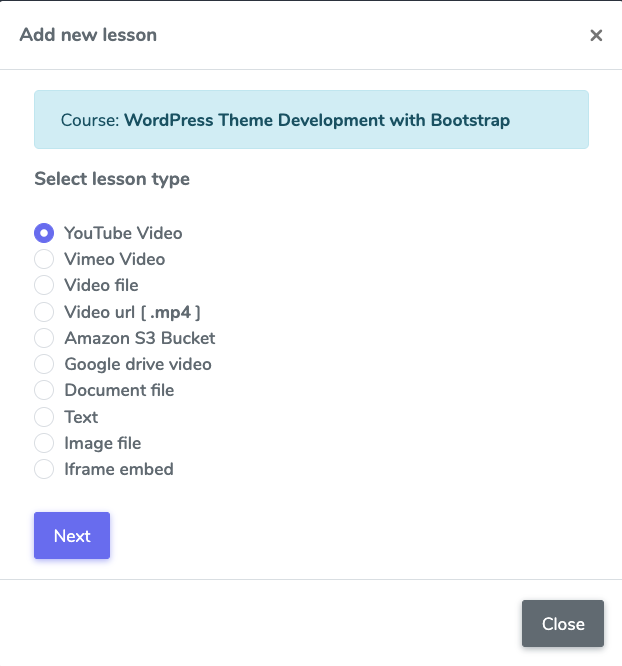 Add new lesson
Course: WordPress Theme Development with Bootstrap
Select lesson type
YouTube Video
Vimeo Video
Video file
Video url [ .mp4 ]
Amazon S3 Bucket
Google drive video
Document file
Text
Image file
Iframe embed
Next
Close